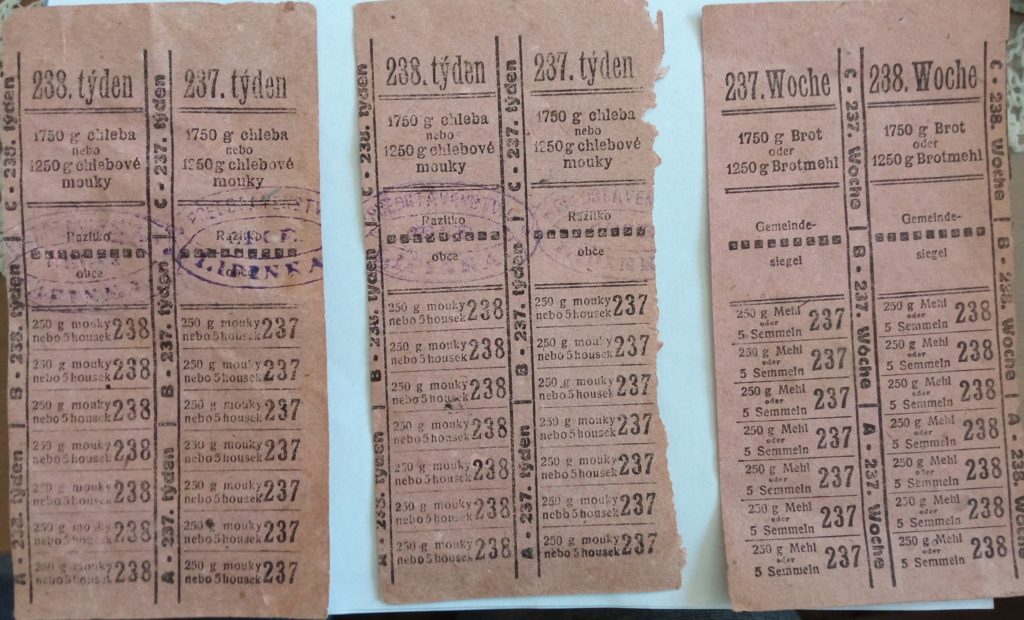 238. týden
1750 g chleba
nebo
1250 g chlebové
mouky
Razítko
obce
250 g mouky
nebo 5 housek 238
250 g mouky
nebo 5 housek 238
250 g mouky
nebo 5 housek 238
250 g mouky
nebo 5 housek 238
250 g mouky
nebo 5 housek 238
250 g mouky
nebo 5 housek 238
250 g mouky
nebo 5 housek 238
A - 238. týden | B - 238. týden | C - 238. týden
237. týden
1750 g chleba
nebo
1250 g chlebové
mouky
Razítko
250 g mouky
nebo 5 housek 237
250 g mouky
nebo 5 housek 237
250 g mouky
nebo 5 housek 237
250 g mouky
nebo 5 housek 237
250 g mouky
nebo 5 housek 237
250 g mouky
nebo 5 housek 237
250 g mouky
nebo 5 housek 237
A - 237. týden | B - 237. týden | C - 237. týden
238. týden
1750 g chleba
nebo
1250 g chlebové
mouky
Razítko
obce
250 g mouky
nebo 5 housek 238
250 g mouky
nebo 5 housek 238
250 g mouky
nebo 5 housek 238
250 g mouky
nebo 5 housek 238
250 g mouky
nebo 5 housek 238
250 g mouky
nebo 5 housek 238
250 g mouky
nebo 5 housek 238
A - 238. týden | B - 238. týden | C - 238. týden
237. týden
1750 g chleba
nebo
1250 g chlebové
mouky
Razítko
obce
250 g mouky
nebo 5 housek 237
250 g mouky
nebo 5 housek 237
250 g mouky
nebo 5 housek 237
250 g mouky
nebo 5 housek 237
250 g mouky
nebo 5 housek 237
250 g mouky
nebo 5 housek 237
250 g mouky
nebo 5 housek 237
A - 237. týden | B - 237. týden | C - 237. týden
237. Woche
1750 g Brot
oder
1250 g Brotmehl
Gemeinde-
siegel
250 g Mehl
oder
5 Semmeln 237
250 g Mehl
oder
5 Semmeln 237
250 g Mehl
oder
5 Semmeln 237
250 g Mehl
oder
5 Semmeln 237
250 g Mehl
oder
5 Semmeln 237
250 g Mehl
oder
5 Semmeln 237
250 g Mehl
oder
5 Semmeln 237
C - 237. Woche | B - 237. Woche | A - 237. Woche
238. Woche
1750 g Brot
oder
1250 g Brotmehl
Gemeinde-
siegel
250 g Mehl
oder
5 Semmeln 238
250 g Mehl
oder
5 Semmeln 238
250 g Mehl
oder
5 Semmeln 238
250 g Mehl
oder
5 Semmeln 238
250 g Mehl
oder
5 Semmeln 238
250 g Mehl
oder
5 Semmeln 238
250 g Mehl
oder
5 Semmeln 238
C - 238. Woche | B - 238. Woche | A - 238. Woche